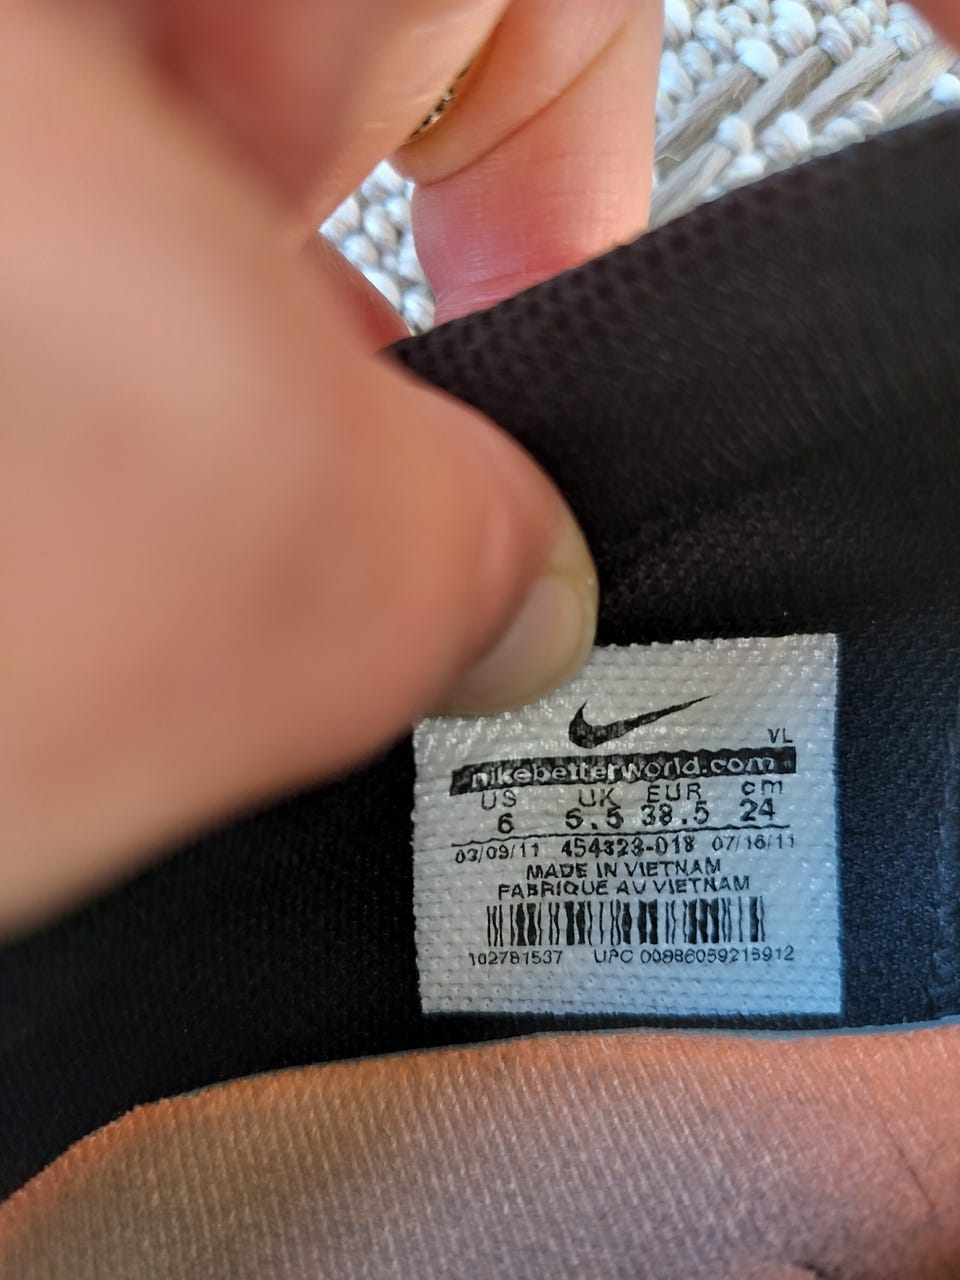 VL
nikebetterworld.com
US UK EUR cm
6 5.5 38.5 24
03/09/11 454323-018 07/16/11
MADE IN VIETNAM
FABRIQUE AU VIETNAM
102781537 UPC 00886059215912